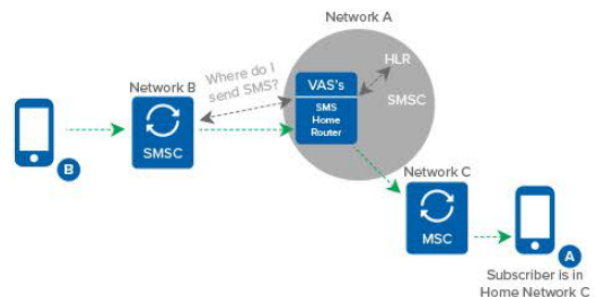 Network A
Where do I
send SMS?
HLR
Network B
VAS's
SMSC
SMS
Home
Router
SMSC
B
Network C
MSC
A
Subscriber is in
Home Network C